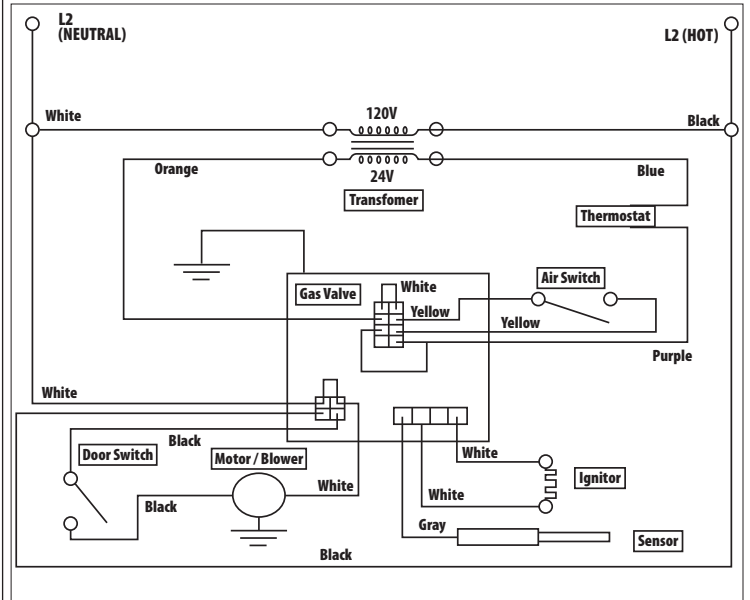 L2
(NEUTRAL)
L2 (HOT)
White
120V
Black
Orange
24V
Blue
Transfomer
Thermostat
Gas Valve
White
Air Switch
Yellow
Yellow
Purple
White
Black
Door Switch
Motor / Blower
White
Ignitor
White
White
Black
Gray
Sensor
Black